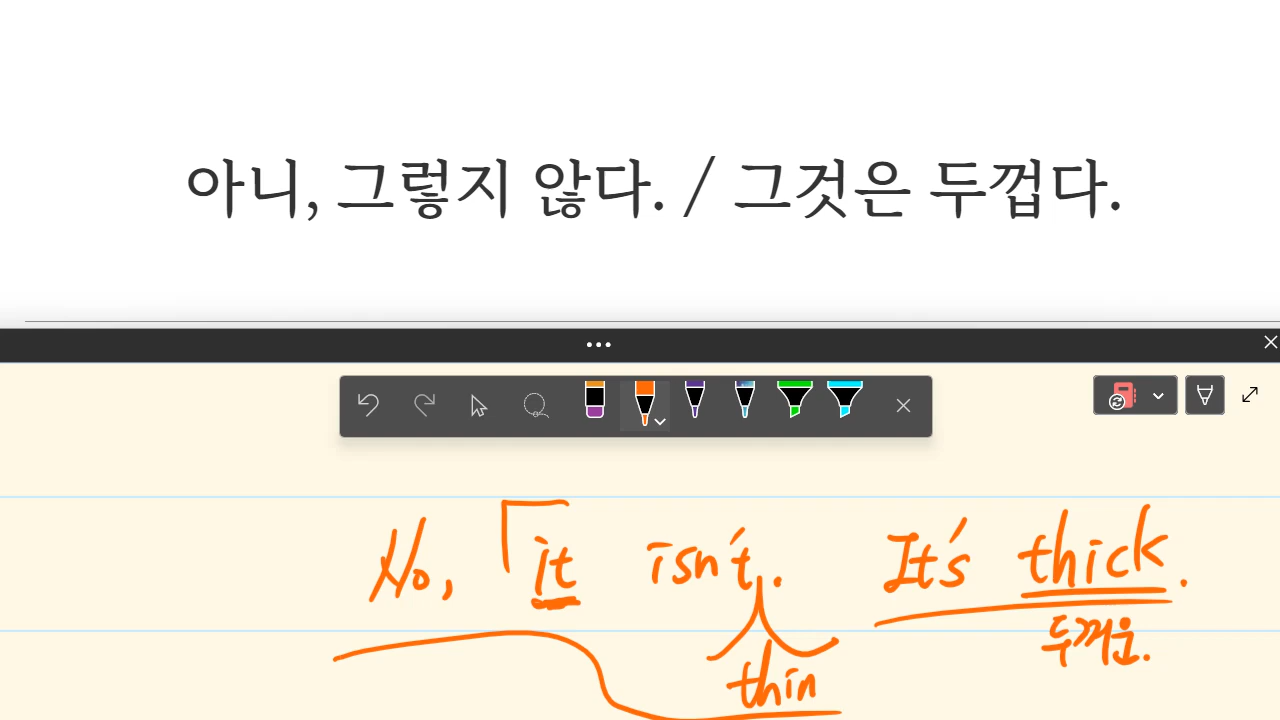 아니, 그렇지 않다. / 그것은 두껍다.
No, it isn't. It's thick.
두꺼운.
thin